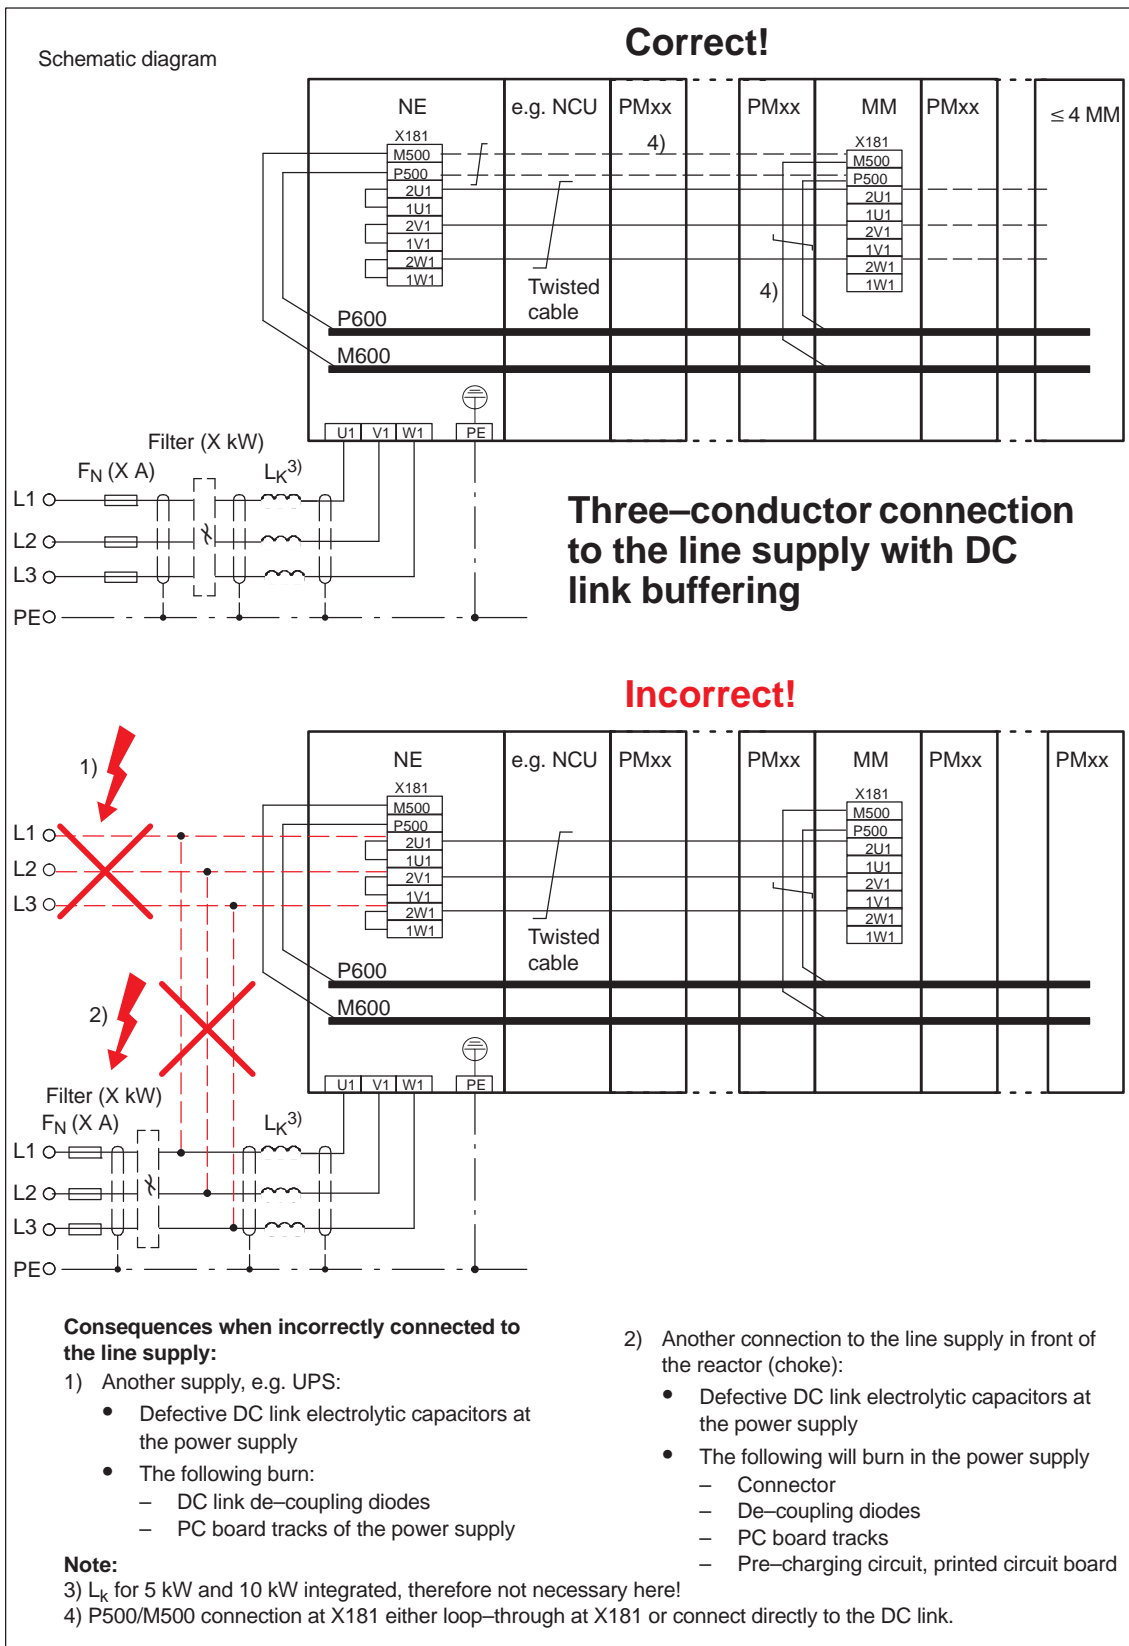 Correct!
Schematic diagram
NE
e.g. NCU
PMxx
PMxx
MM
PMxx
≤ 4 MM
X181
M500
P500
2U1
1U1
2V1
1V1
2W1
1W1
4)
X181
M500
P500
2U1
1U1
2V1
1V1
2W1
1W1
Twisted
cable
4)
P600
M600
U1 V1 W1 PE
Filter (X kW)
FN (X A)
LK3)
L1
L2
L3
PE
Three–conductor connection
to the line supply with DC
link buffering
Incorrect!
NE
e.g. NCU
PMxx
PMxx
MM
PMxx
PMxx
1)
X181
M500
P500
2U1
1U1
2V1
1V1
2W1
1W1
X181
M500
P500
2U1
1U1
2V1
1V1
2W1
1W1
L1
L2
L3
Twisted
cable
P600
M600
2)
U1 V1 W1 PE
Filter (X kW)
FN (X A)
LK3)
L1
L2
L3
PE
Consequences when incorrectly connected to
the line supply:
1) Another supply, e.g. UPS:
• Defective DC link electrolytic capacitors at
the power supply
• The following burn:
– DC link de–coupling diodes
– PC board tracks of the power supply
2) Another connection to the line supply in front of
the reactor (choke):
• Defective DC link electrolytic capacitors at
the power supply
• The following will burn in the power supply
– Connector
– De–coupling diodes
– PC board tracks
– Pre–charging circuit, printed circuit board
Note:
3) Lk for 5 kW and 10 kW integrated, therefore not necessary here!
4) P500/M500 connection at X181 either loop–through at X181 or connect directly to the DC link.